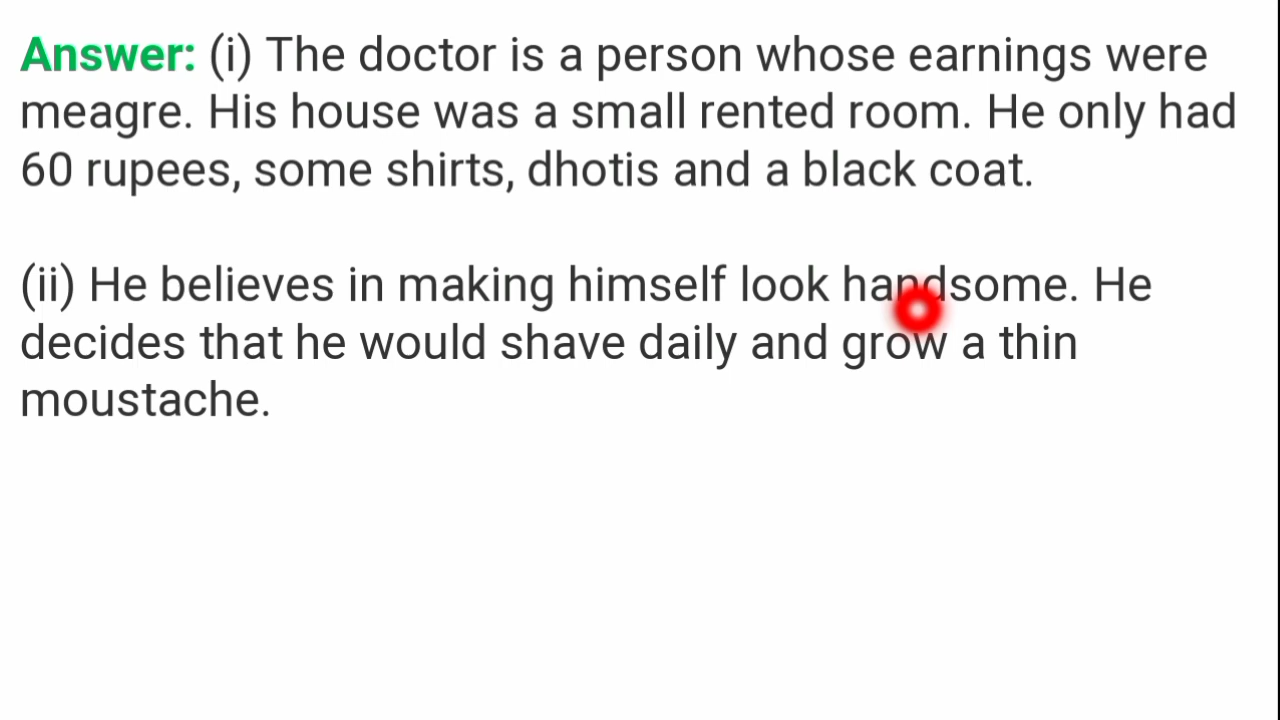 Answer: (i) The doctor is a person whose earnings were
meagre. His house was a small rented room. He only had
60 rupees, some shirts, dhotis and a black coat.
(ii) He believes in making himself look handsome. He
decides that he would shave daily and grow a thin
moustache.